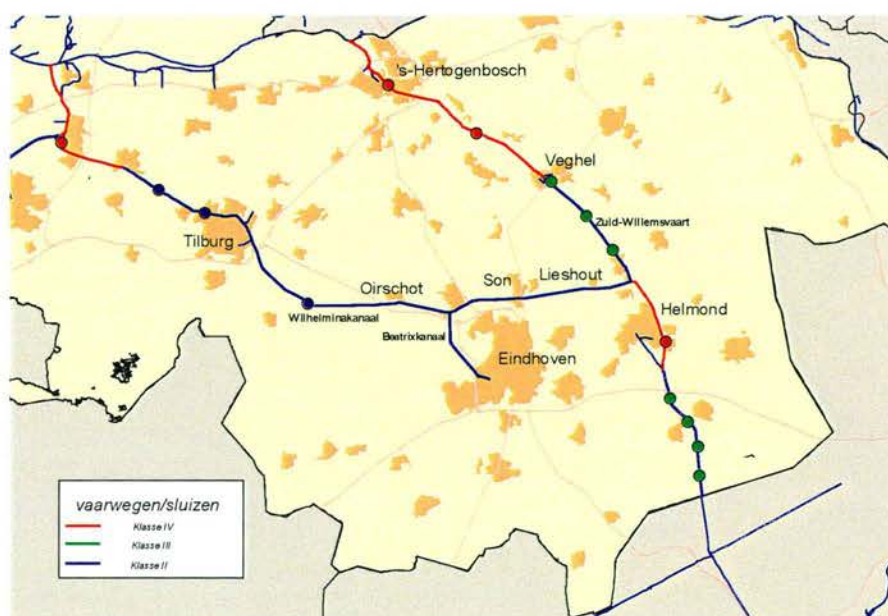 's-Hertogenbosch
Veghel
Zuid-Willemsvaart
Tilburg
Oirschot
Son
Lieshout
Wilhelminakanaal
Helmond
Beatrixkanaal
Eindhoven
vaarwegen/sluizen
Klasse IV
Klasse III
Klasse II